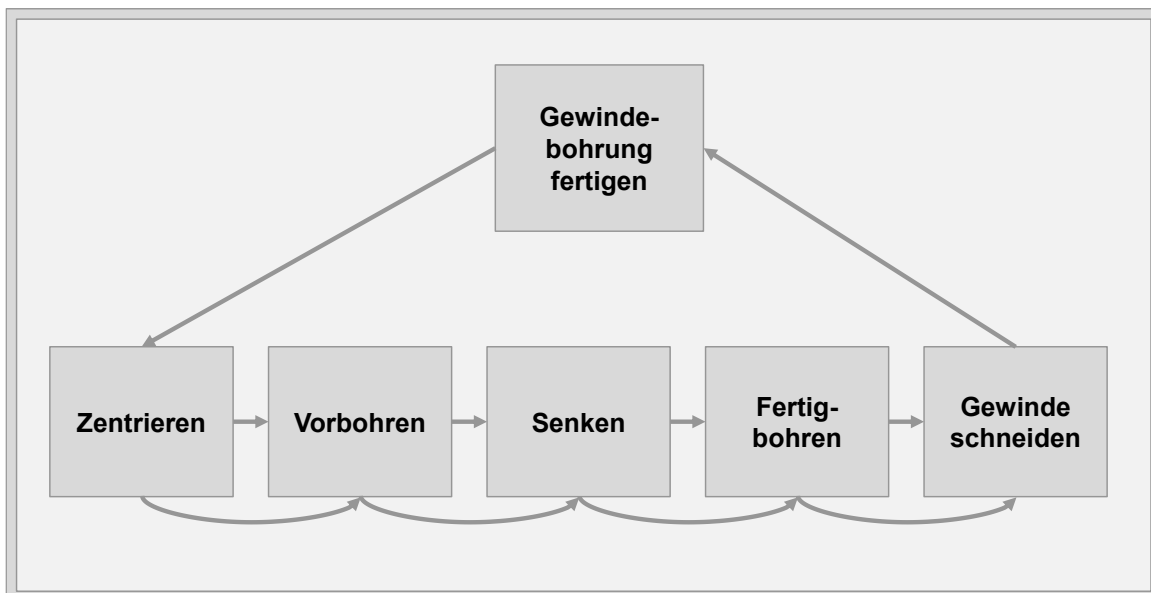 Gewinde-
bohrung
fertigen
Zentrieren
Vorbohren
Senken
Fertig-
bohren
Gewinde
schneiden